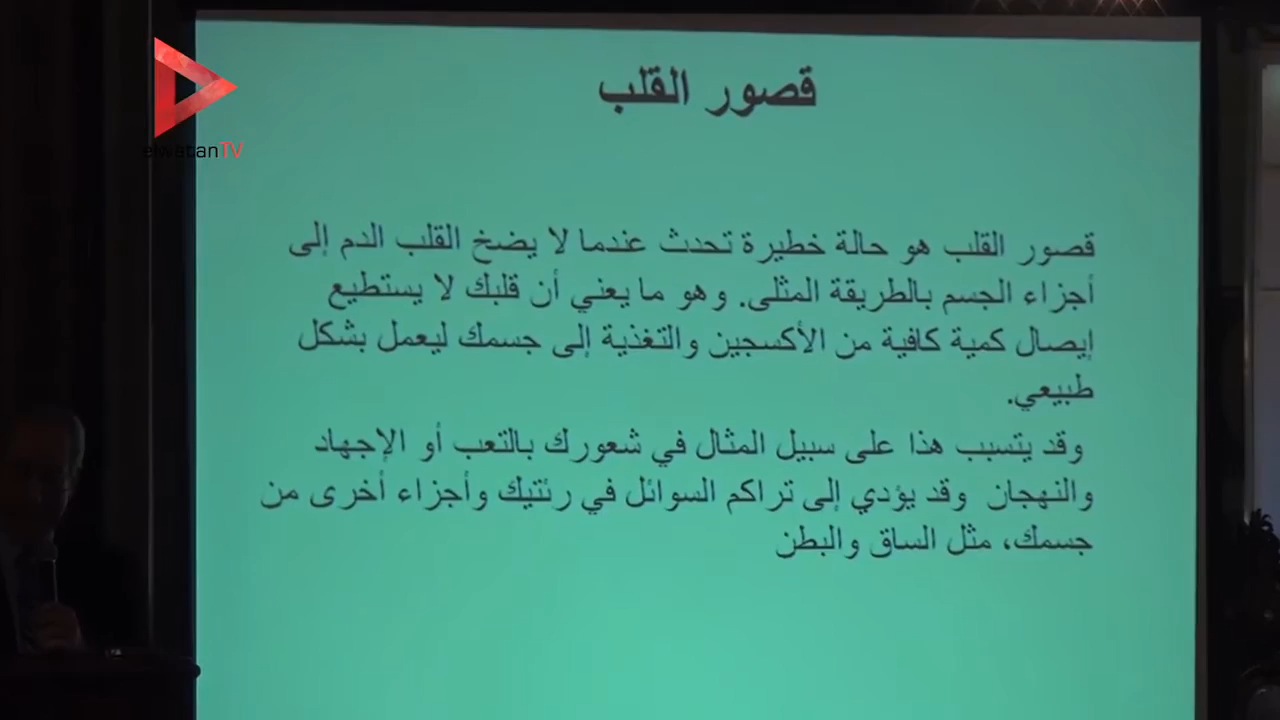 elwatanTV
قصور القلب
قصور القلب هو حالة خطيرة تحدث عندما لا يضخ القلب الدم إلى
أجزاء الجسم بالطريقة المثلى. وهو ما يعني أن قلبك لا يستطيع
إيصال كمية كافية من الأكسجين والتغذية إلى جسمك ليعمل بشكل
طبيعي.
وقد يتسبب هذا على سبيل المثال في شعورك بالتعب أو الإجهاد
والنهجان وقد يؤدي إلى تراكم السوائل في رئتيك وأجزاء أخرى من
جسمك، مثل الساق والبطن